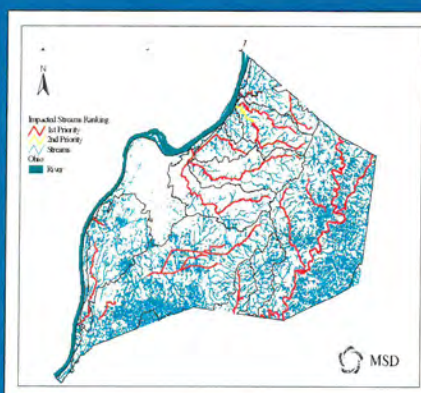 N
Impacted Streams Ranking
1st Priority
2nd Priority
Streams
Ohio
River
MSD